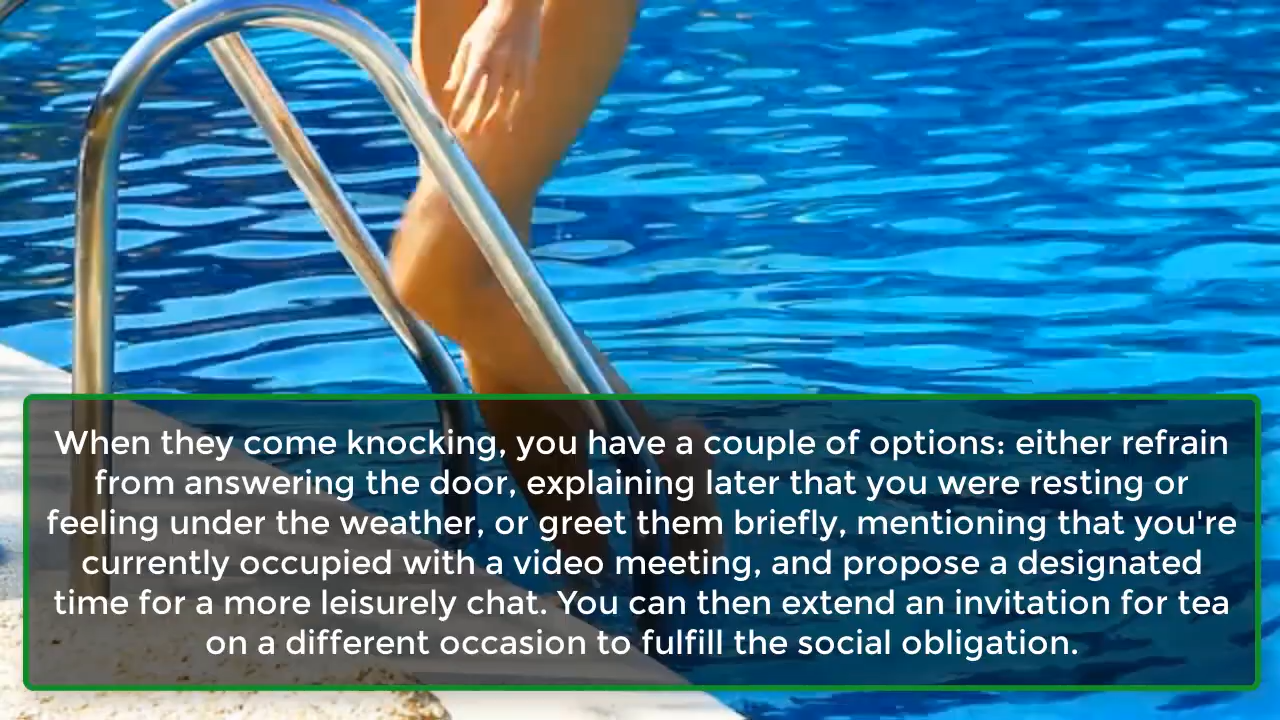 When they come knocking, you have a couple of options: either refrain
from answering the door, explaining later that you were resting or
feeling under the weather, or greet them briefly, mentioning that you're
currently occupied with a video meeting, and propose a designated
time for a more leisurely chat. You can then extend an invitation for tea
on a different occasion to fulfill the social obligation.